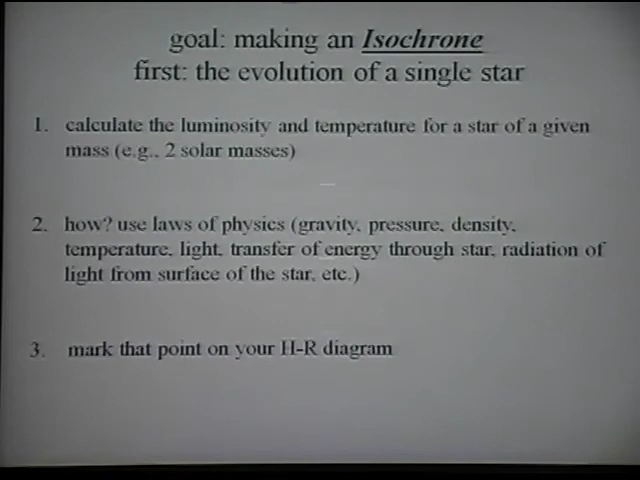 goal: making an Isochrone
first: the evolution of a single star
1. calculate the luminosity and temperature for a star of a given
mass (e.g., 2 solar masses)
2. how? use laws of physics (gravity, pressure, density,
temperature, light, transfer of energy through star, radiation of
light from surface of the star, etc.)
3. mark that point on your H-R diagram